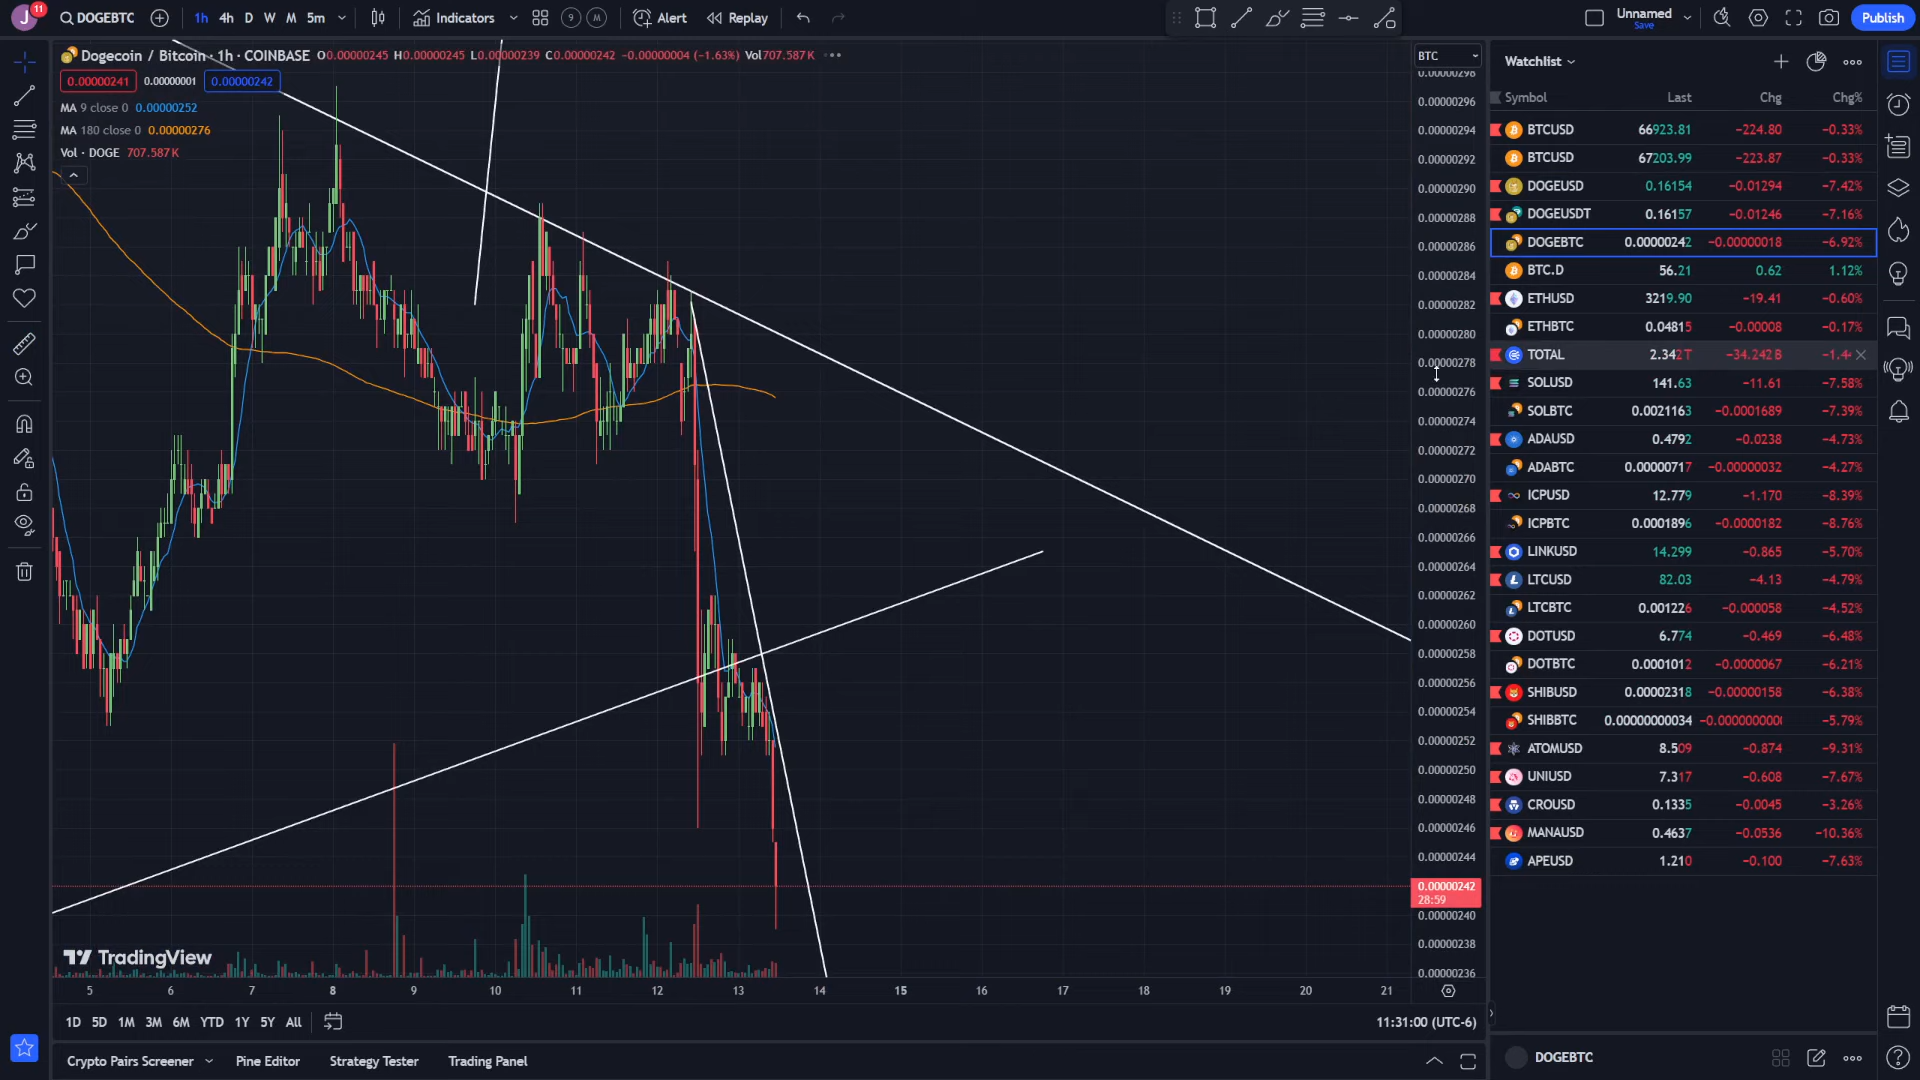 J 11 DOGEBTC 1h 4h D W M 5m Indicators 9 M Alert Replay Unnamed Save Publish
Dogecoin / Bitcoin · 1h · COINBASE O0.00000245 H0.00000245 L0.00000239 C0.00000242 −0.00000004 (−1.63%) Vol707.587K
0.00000241 0.00000001 0.00000242
MA 9 close 0 0.00000252
MA 180 close 0 0.00000276
Vol · DOGE 707.587K
BTC
0.00000298
0.00000296
0.00000294
0.00000292
0.00000290
0.00000288
0.00000286
0.00000284
0.00000282
0.00000280
0.00000278
0.00000276
0.00000274
0.00000272
0.00000270
0.00000268
0.00000266
0.00000264
0.00000262
0.00000260
0.00000258
0.00000256
0.00000254
0.00000252
0.00000250
0.00000248
0.00000246
0.00000244
0.00000242
28:59
0.00000240
0.00000238
0.00000236
TradingView
5 6 7 8 9 10 11 12 13 14 15 16 17 18 19 20 21
1D 5D 1M 3M 6M YTD 1Y 5Y All 11:31:00 (UTC-6)
Crypto Pairs Screener Pine Editor Strategy Tester Trading Panel
Watchlist
Symbol Last Chg Chg%
BTCUSD 66923.81 −224.80 −0.33%
BTCUSD 67203.99 −223.87 −0.33%
DOGEUSD 0.16154 −0.01294 −7.42%
DOGEUSDT 0.16157 −0.01246 −7.16%
DOGEBTC 0.00000242 −0.00000018 −6.92%
BTC.D 56.21 0.62 1.12%
ETHUSD 3219.90 −19.41 −0.60%
ETHBTC 0.04815 −0.00008 −0.17%
TOTAL 2.342T −34.242B −1.4
SOLUSD 141.63 −11.61 −7.58%
SOLBTC 0.0021163 −0.0001689 −7.39%
ADAUSD 0.4792 −0.0238 −4.73%
ADABTC 0.00000717 −0.00000032 −4.27%
ICPUSD 12.779 −1.170 −8.39%
ICPBTC 0.0001896 −0.0000182 −8.76%
LINKUSD 14.299 −0.865 −5.70%
LTCUSD 82.03 −4.13 −4.79%
LTCBTC 0.001226 −0.000058 −4.52%
DOTUSD 6.774 −0.469 −6.48%
DOTBTC 0.0001012 −0.0000067 −6.21%
SHIBUSD 0.00002318 −0.00000158 −6.38%
SHIBBTC 0.00000000034 −0.000000000 −5.79%
ATOMUSD 8.509 −0.874 −9.31%
UNIUSD 7.317 −0.608 −7.67%
CROUSD 0.1335 −0.0045 −3.26%
MANAUSD 0.4637 −0.0536 −10.36%
APEUSD 1.210 −0.100 −7.63%
DOGEBTC